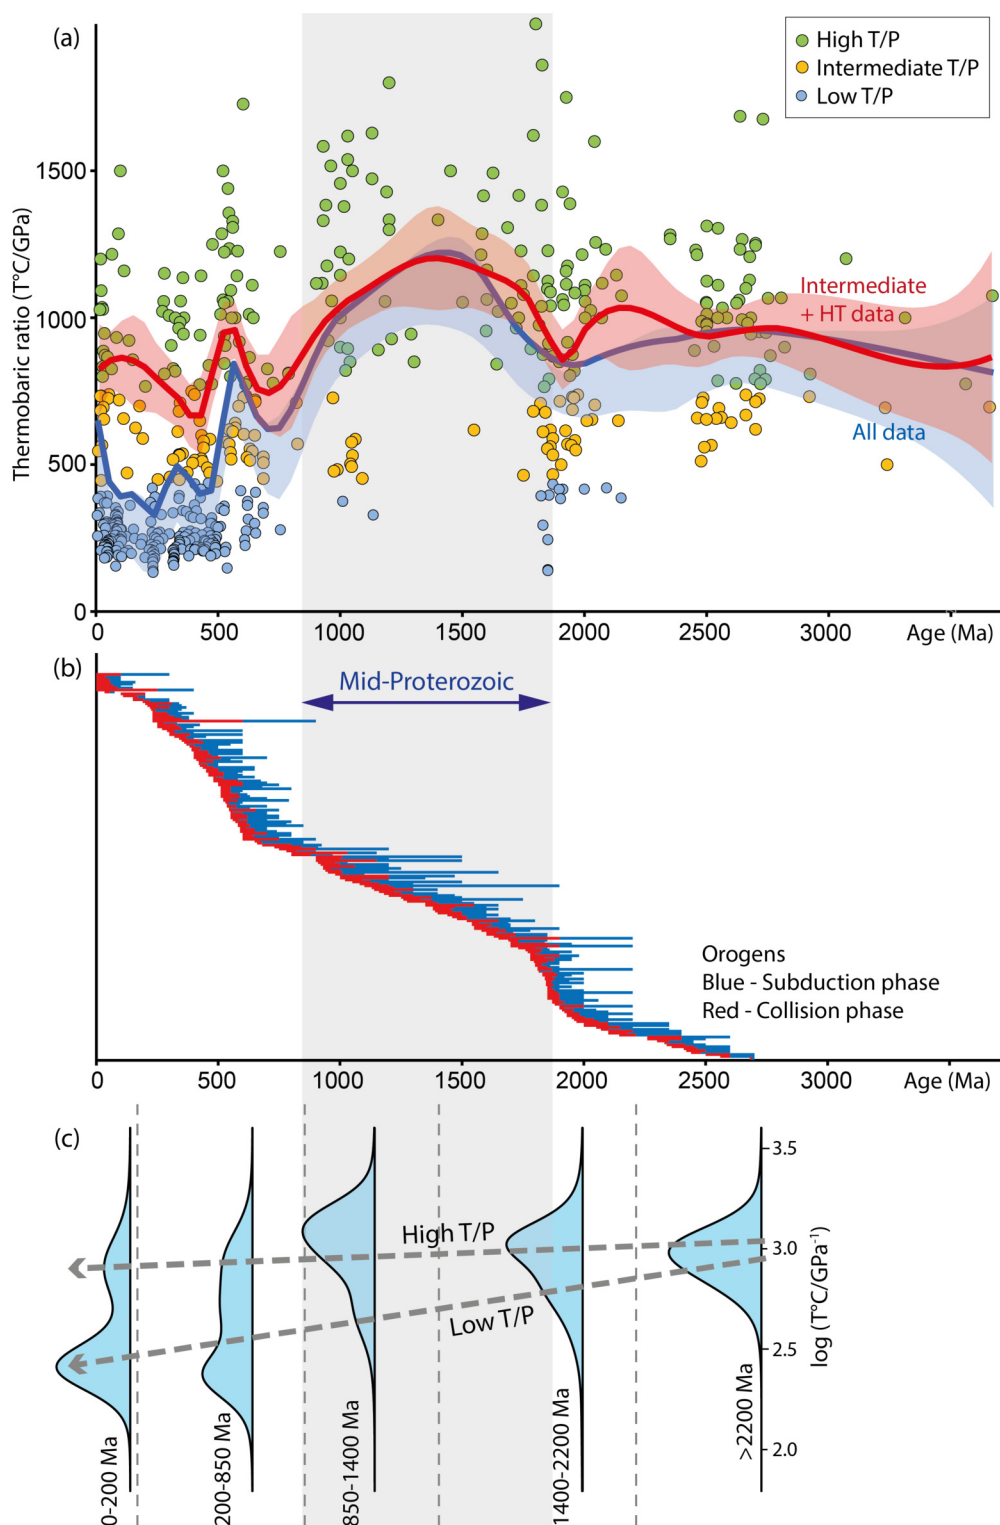 (a)
High T/P
Intermediate T/P
Low T/P
Thermobaric ratio (T°C/GPa)
1500
1000
500
0
Intermediate
+ HT data
All data
0
500
1000
1500
2000
2500
3000
Age (Ma)
(b)
Mid-Proterozoic
Orogens
Blue - Subduction phase
Red - Collision phase
0
500
1000
1500
2000
2500
3000
Age (Ma)
(c)
High T/P
Low T/P
0-200 Ma
200-850 Ma
850-1400 Ma
1400-2200 Ma
>2200 Ma
3.5
3.0
2.5
2.0
log (T°C/GPa⁻¹)